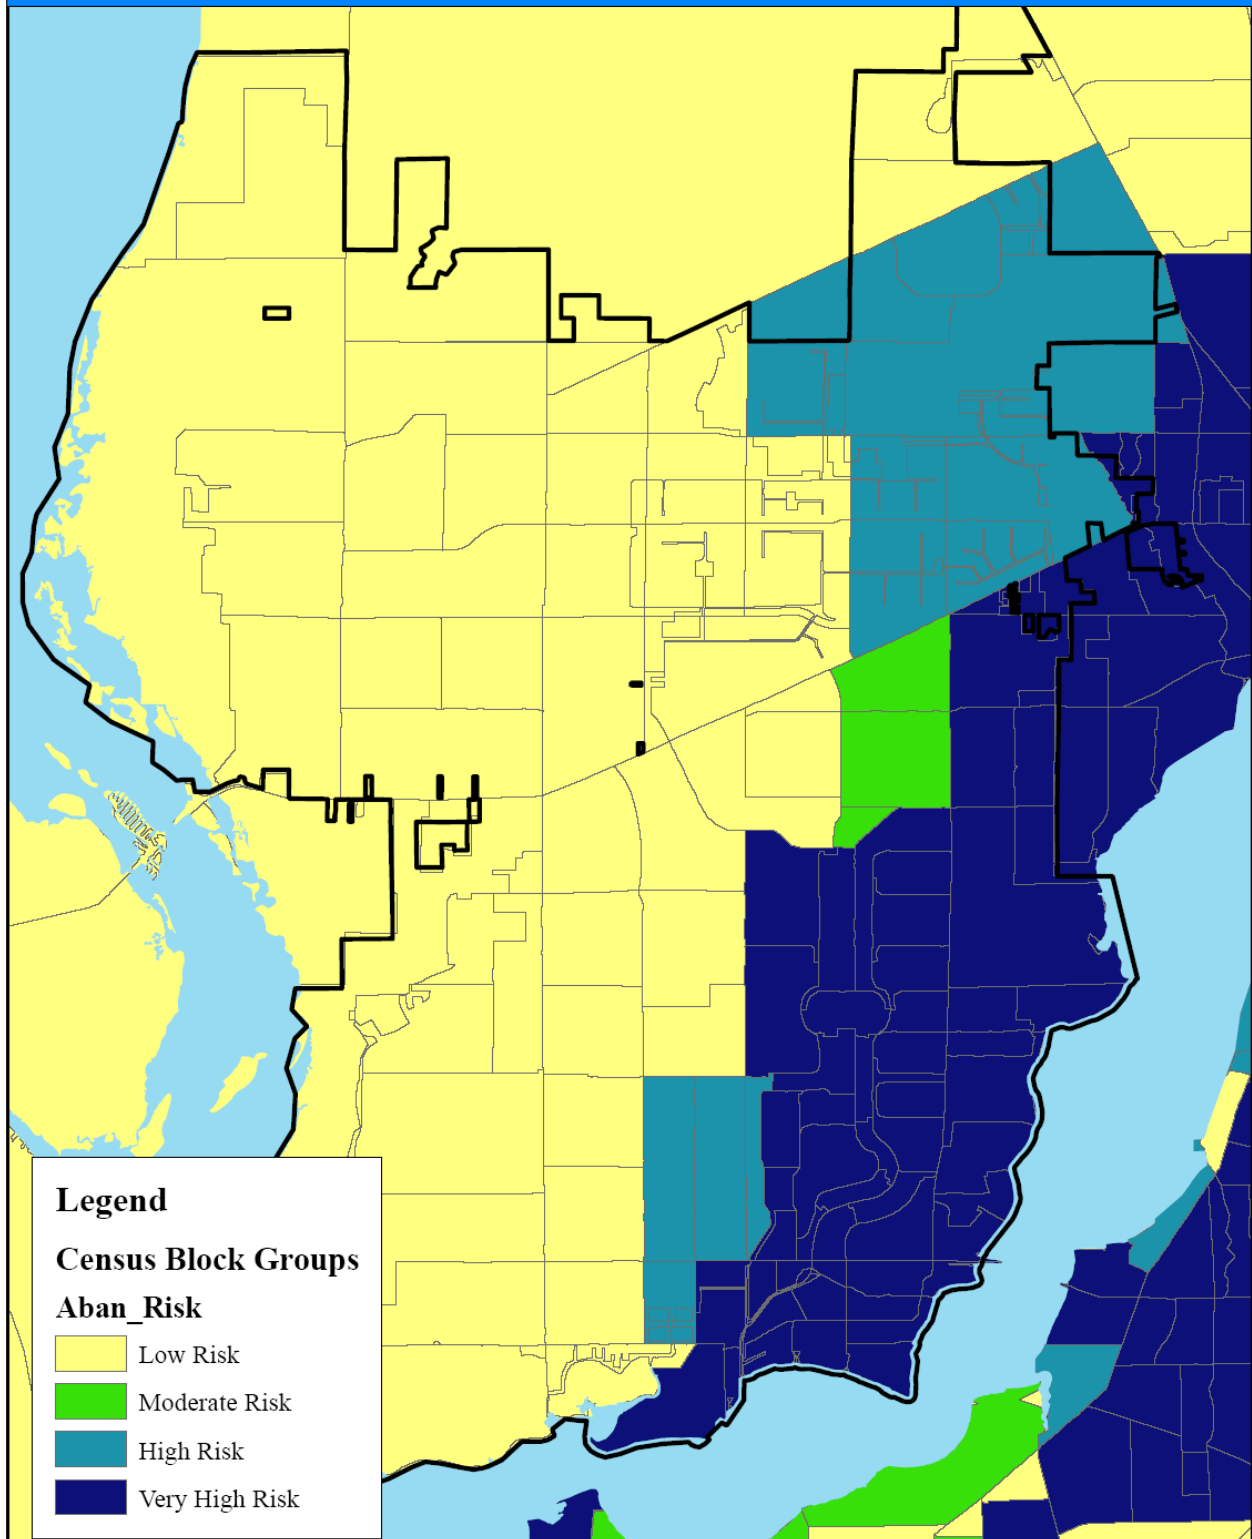 Legend
Census Block Groups
Aban_Risk
Low Risk
Moderate Risk
High Risk
Very High Risk